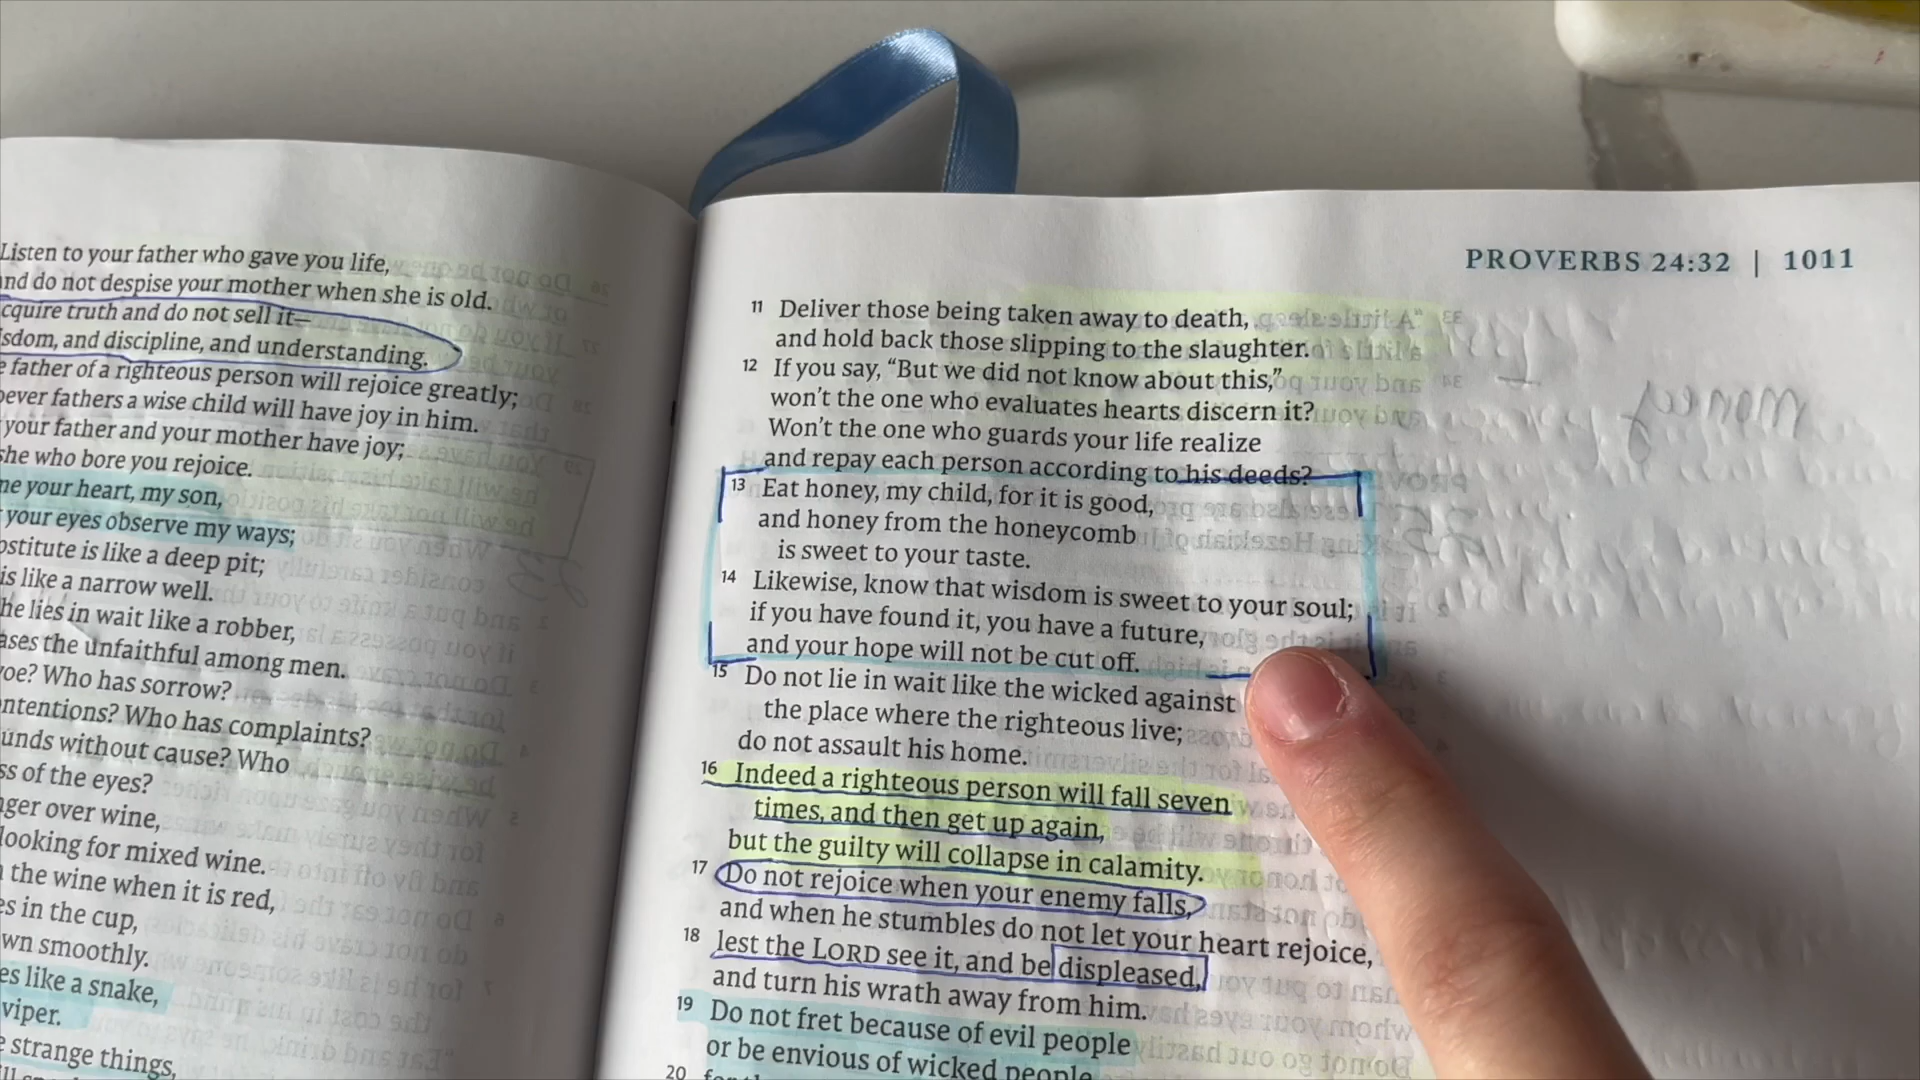 Listen to your father who gave you life,
and do not despise your mother when she is old.
cquire truth and do not sell it—
sdom, and discipline, and understanding.
e father of a righteous person will rejoice greatly;
oever fathers a wise child will have joy in him.
your father and your mother have joy;
she who bore you rejoice.
me your heart, my son,
your eyes observe my ways;
ostitute is like a deep pit;
is like a narrow well.
he lies in wait like a robber,
ases the unfaithful among men.
woe? Who has sorrow?
ntentions? Who has complaints?
unds without cause? Who
ss of the eyes?
nger over wine,
looking for mixed wine.
the wine when it is red,
es in the cup,
wn smoothly.
es like a snake,
viper.
e strange things,
PROVERBS 24:32 | 1011
11 Deliver those being taken away to death,
and hold back those slipping to the slaughter.
12 If you say, “But we did not know about this,”
won’t the one who evaluates hearts discern it?
Won’t the one who guards your life realize
and repay each person according to his deeds?
13 Eat honey, my child, for it is good,
and honey from the honeycomb
is sweet to your taste.
14 Likewise, know that wisdom is sweet to your soul;
if you have found it, you have a future,
and your hope will not be cut off.
15 Do not lie in wait like the wicked against
the place where the righteous live;
do not assault his home.
16 Indeed a righteous person will fall seven
times, and then get up again,
but the guilty will collapse in calamity.
17 Do not rejoice when your enemy falls,
and when he stumbles do not let your heart rejoice,
18 lest the LORD see it, and be displeased,
and turn his wrath away from him.
19 Do not fret because of evil people
or be envious of wicked people,
20